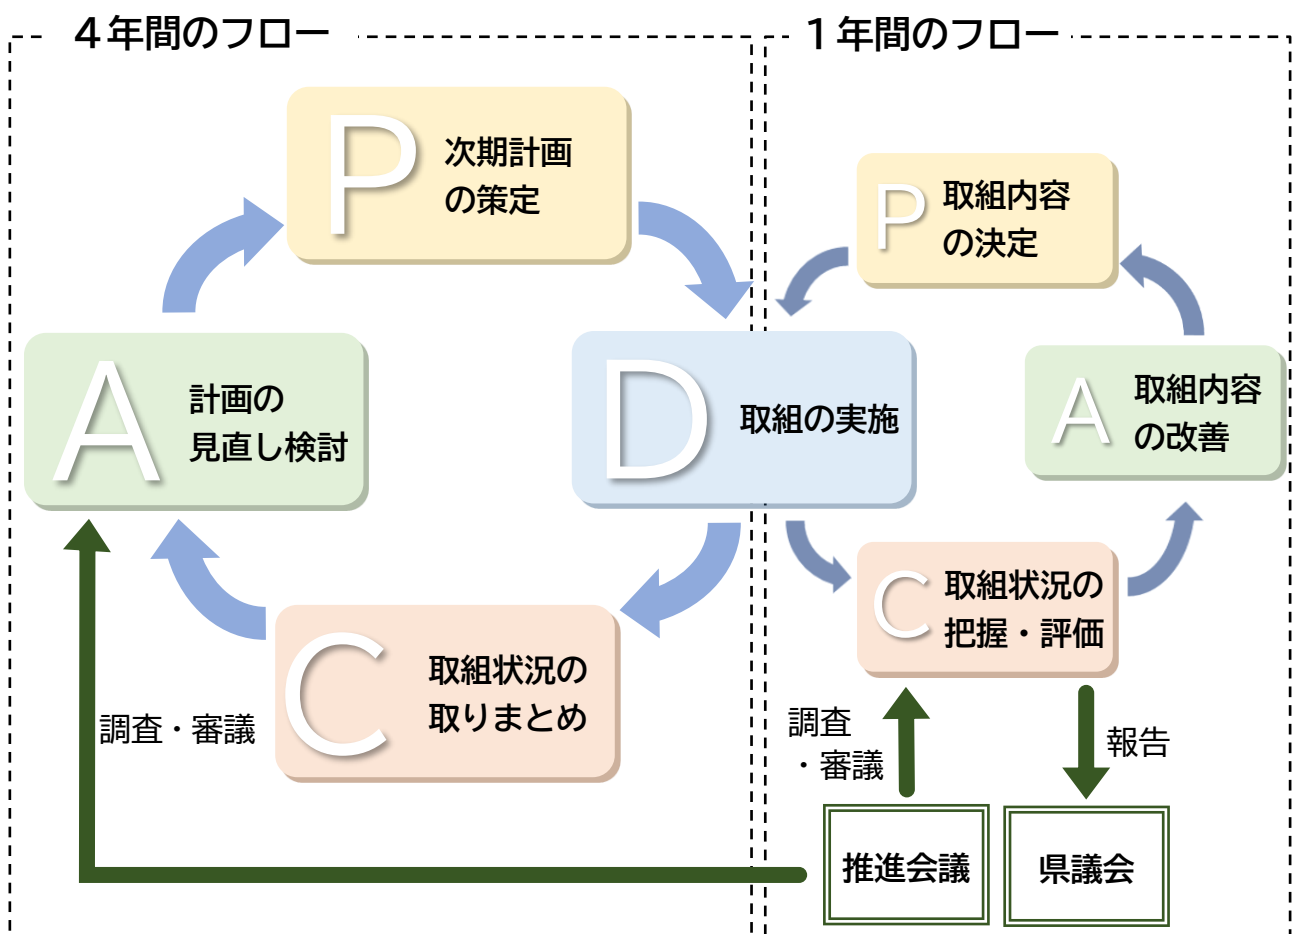 ４年間のフロー
P
次期計画
の策定
A
計画の
見直し検討
D
取組の実施
C
取組状況の
取りまとめ
調査・審議
１年間のフロー
P
取組内容
の決定
A
取組内容
の改善
C
取組状況の
把握・評価
調査
・審議
報告
推進会議
県議会